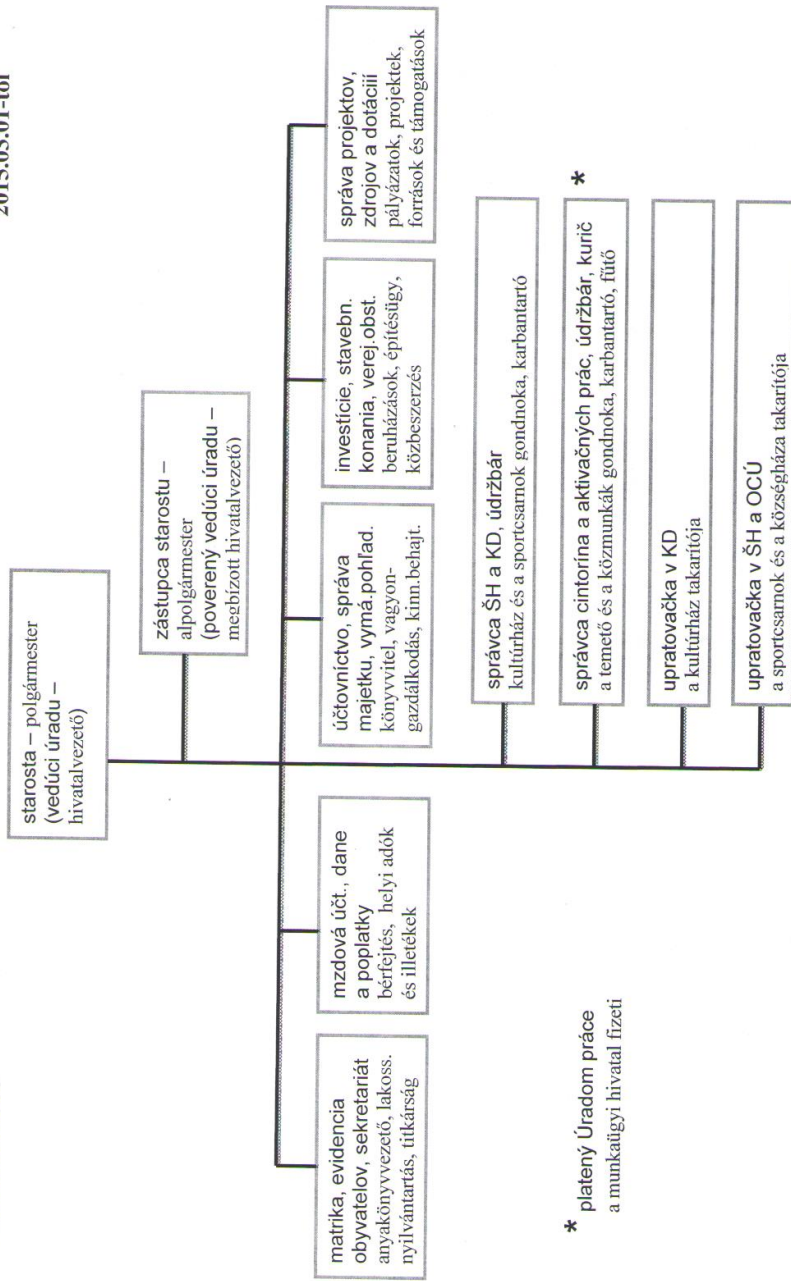 2015.03.01-től
starosta – polgármester
(vedúci úradu –
hivatalvezető)
zástupca starostu –
alpolgármester
(poverený vedúci úradu –
megbízott hivatalvezető)
matrika, evidencia
obyvatelov, sekretariát
anyakönyvvezető, lakoss.
nyilvántartás, titkárság
mzdová účt., dane
a poplatky
bérfejtés, helyi adók
és illetékek
účtovníctvo, správa
majetku, vymá.pohľad.
könyvvitel, vagyon-
gazdálkodás, kinn.behajt.
investície, stavebn.
konania, verej.obst.
beruházások, építésügy,
közbeszerzés
správa projektov,
zdrojov a dotáciíí
pályázatok, projektek,
források és támogatások
správca ŠH a KD, údržbár
kultúrház és a sportcsarnok gondnoka, karbantartó
správca cintorína a aktivačných prác, údržbár, kurič
a temető és a közmunkák gondnoka, karbantartó, fűtő
*
upratovačka v KD
a kultúrház takarítója
upratovačka v ŠH a OCÚ
a sportcsarnok és a községháza takarítója
* platený Úradom práce
a munkaügyi hivatal fizeti